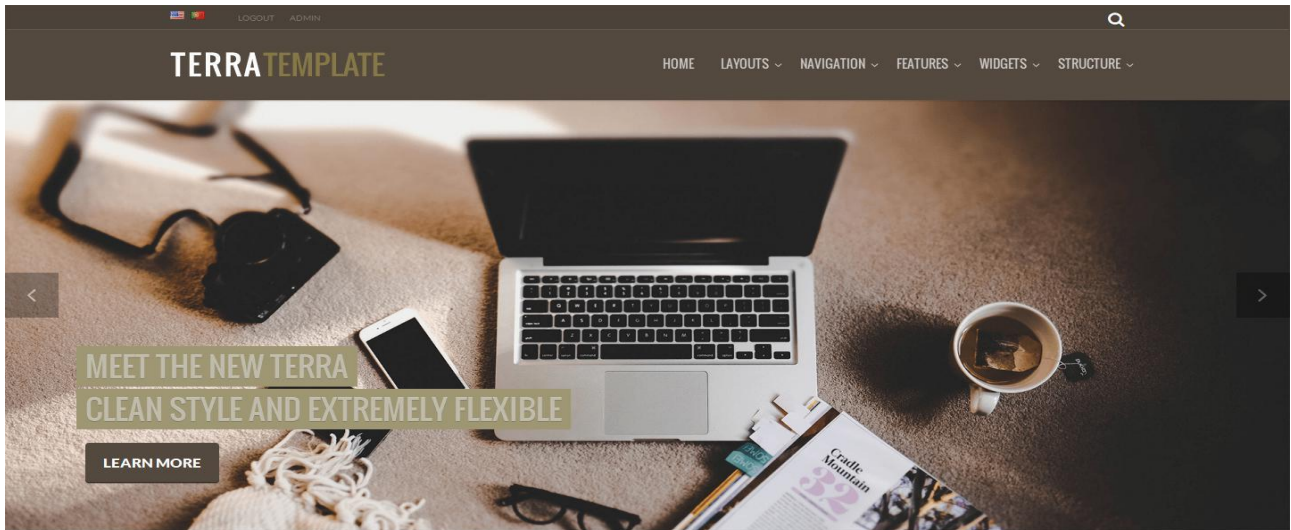 LOGOUT ADMIN
TERRATEMPLATE
HOME LAYOUTS NAVIGATION FEATURES WIDGETS STRUCTURE
MEET THE NEW TERRA
CLEAN STYLE AND EXTREMELY FLEXIBLE
LEARN MORE
Cradle
Mountain
32